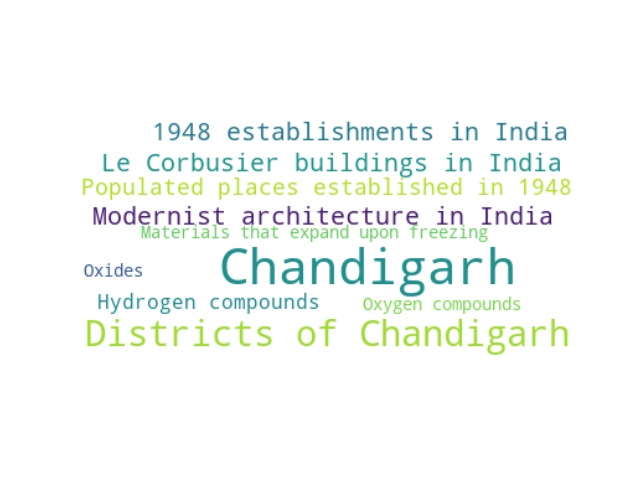 1948 establishments in India
Le Corbusier buildings in India
Populated places established in 1948
Modernist architecture in India
Materials that expand upon freezing
Chandigarh
Oxides
Hydrogen compounds
Oxygen compounds
Districts of Chandigarh